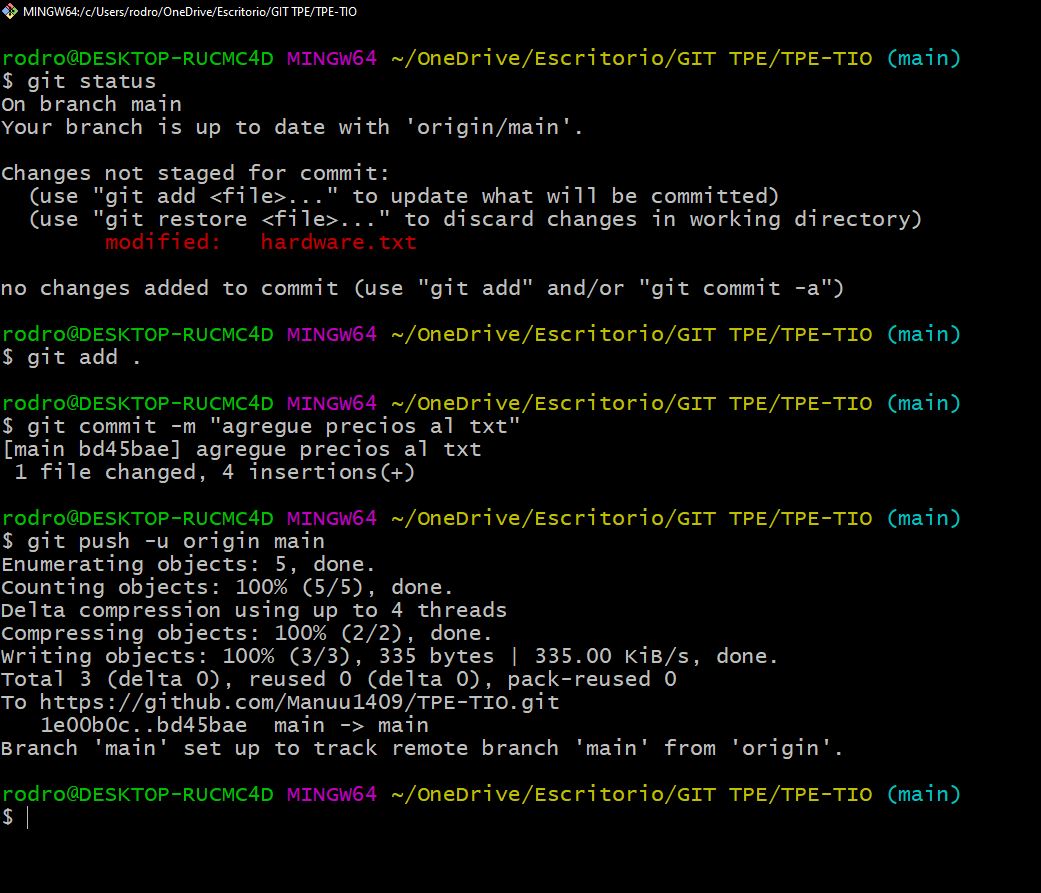 MINGW64:/c/Users/rodro/OneDrive/Escritorio/GIT TPE/TPE-TIO
rodro@DESKTOP-RUCMC4D MINGW64 ~/OneDrive/Escritorio/GIT TPE/TPE-TIO (main)
$ git status
On branch main
Your branch is up to date with 'origin/main'.
Changes not staged for commit:
  (use "git add <file>..." to update what will be committed)
  (use "git restore <file>..." to discard changes in working directory)
        modified:   hardware.txt
no changes added to commit (use "git add" and/or "git commit -a")
rodro@DESKTOP-RUCMC4D MINGW64 ~/OneDrive/Escritorio/GIT TPE/TPE-TIO (main)
$ git add .
rodro@DESKTOP-RUCMC4D MINGW64 ~/OneDrive/Escritorio/GIT TPE/TPE-TIO (main)
$ git commit -m "agregue precios al txt"
[main bd45bae] agregue precios al txt
 1 file changed, 4 insertions(+)
rodro@DESKTOP-RUCMC4D MINGW64 ~/OneDrive/Escritorio/GIT TPE/TPE-TIO (main)
$ git push -u origin main
Enumerating objects: 5, done.
Counting objects: 100% (5/5), done.
Delta compression using up to 4 threads
Compressing objects: 100% (2/2), done.
Writing objects: 100% (3/3), 335 bytes | 335.00 KiB/s, done.
Total 3 (delta 0), reused 0 (delta 0), pack-reused 0
To https://github.com/Manuu1409/TPE-TIO.git
   1e00b0c..bd45bae  main -> main
Branch 'main' set up to track remote branch 'main' from 'origin'.
rodro@DESKTOP-RUCMC4D MINGW64 ~/OneDrive/Escritorio/GIT TPE/TPE-TIO (main)
$